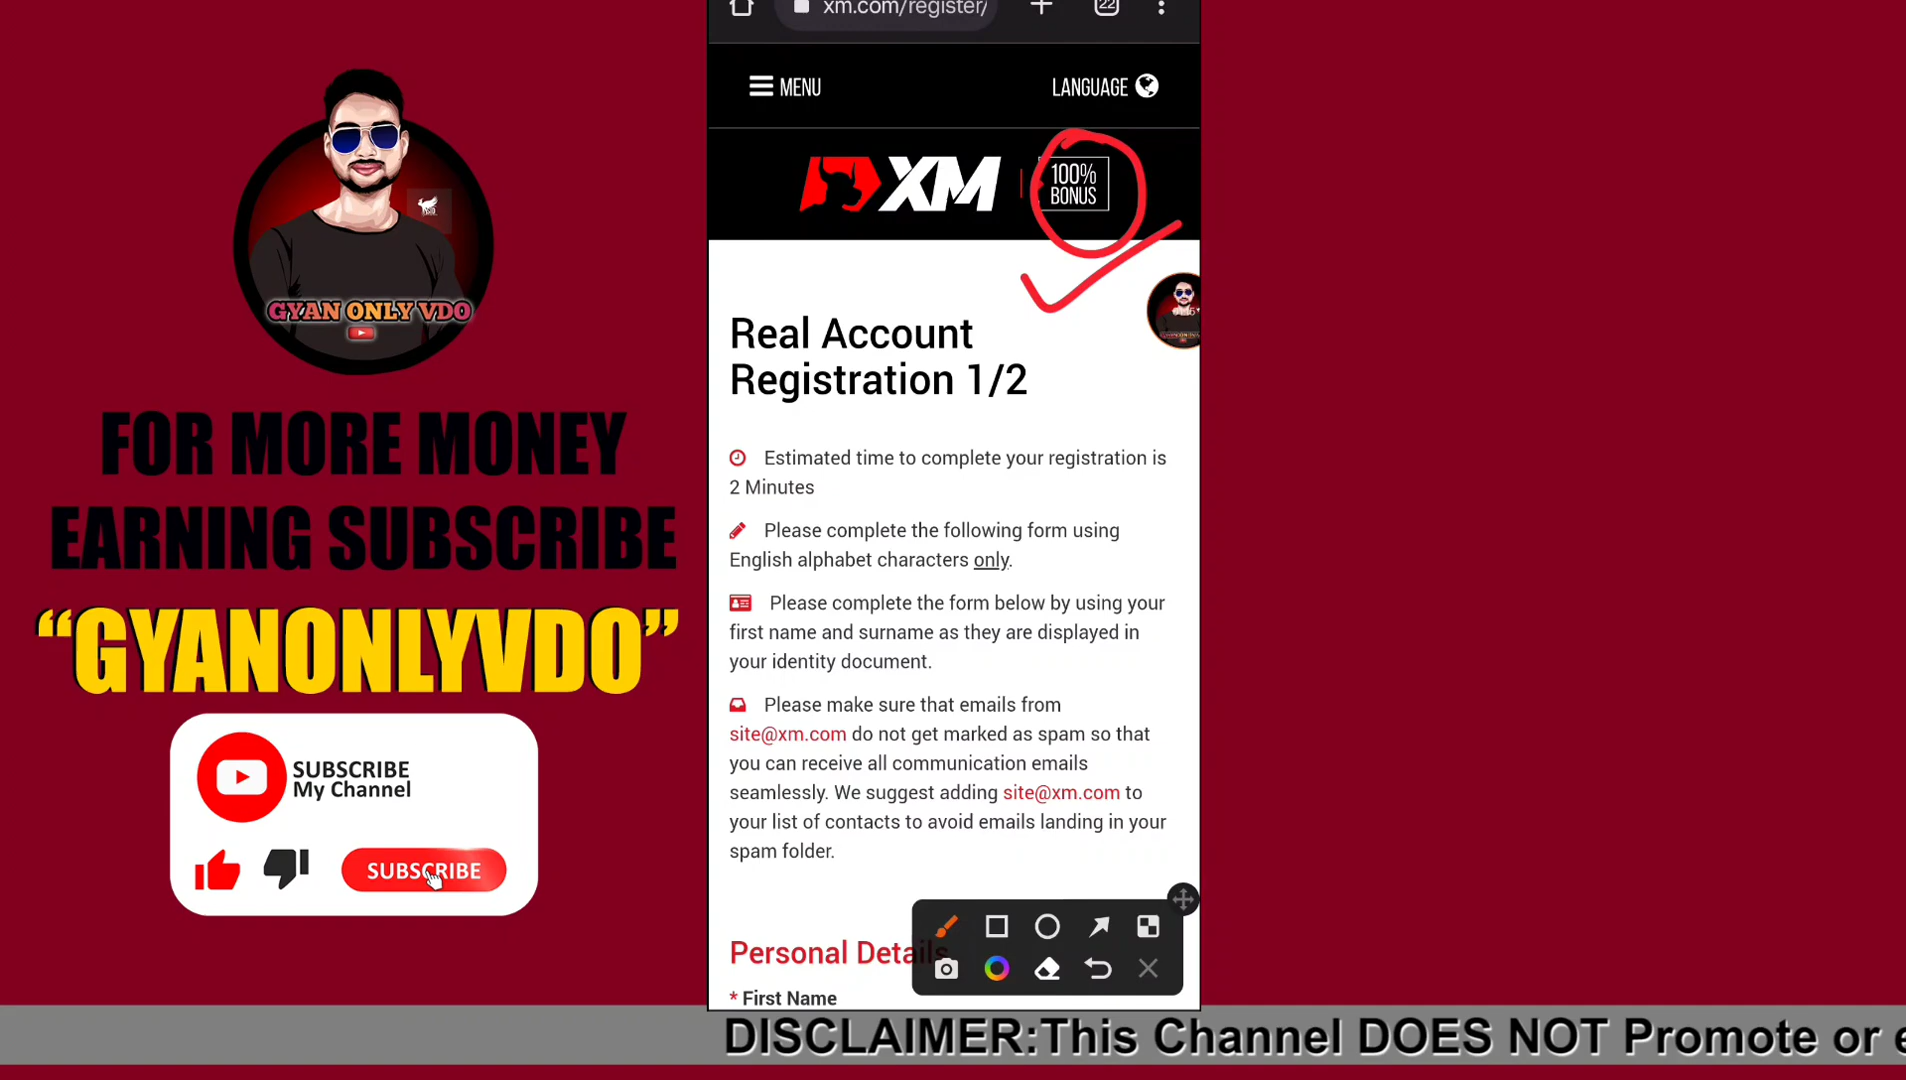 xm.com/register/
22
MENU
LANGUAGE
XM
100%
BONUS
GYAN ONLY VDO
Real Account
Registration 1/2
Estimated time to complete your registration is
2 Minutes
Please complete the following form using
English alphabet characters only.
Please complete the form below by using your
first name and surname as they are displayed in
your identity document.
Please make sure that emails from
site@xm.com do not get marked as spam so that
you can receive all communication emails
seamlessly. We suggest adding site@xm.com to
your list of contacts to avoid emails landing in your
spam folder.
Personal Details
* First Name
FOR MORE MONEY
EARNING SUBSCRIBE
“GYANONLYVDO”
SUBSCRIBE
My Channel
SUBSCRIBE
DISCLAIMER:This Channel DOES NOT Promote or e